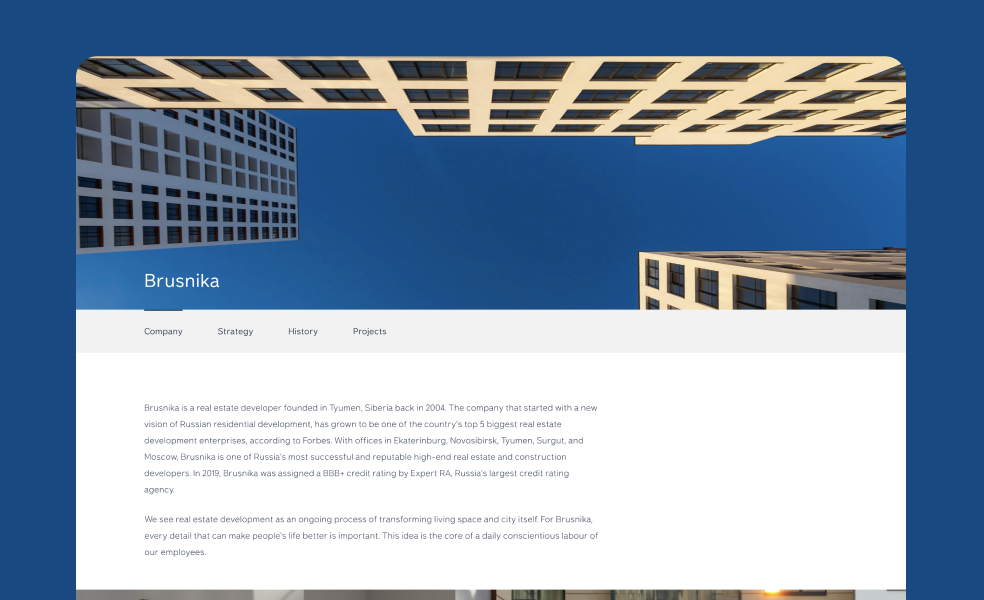 Brusnika
Company Strategy History Projects
Brusnika is a real estate developer founded in Tyumen, Siberia back in 2004. The company that started with a new
vision of Russian residential development, has grown to be one of the country's top 5 biggest real estate
development enterprises, according to Forbes. With offices in Ekaterinburg, Novosibirsk, Tyumen, Surgut, and
Moscow, Brusnika is one of Russia's most successful and reputable high-end real estate and construction
developers. In 2019, Brusnika was assigned a BBB+ credit rating by Expert RA, Russia's largest credit rating
agency.
We see real estate development as an ongoing process of transforming living space and city itself. For Brusnika,
every detail that can make people's life better is important. This idea is the core of a daily conscientious labour of
our employees.